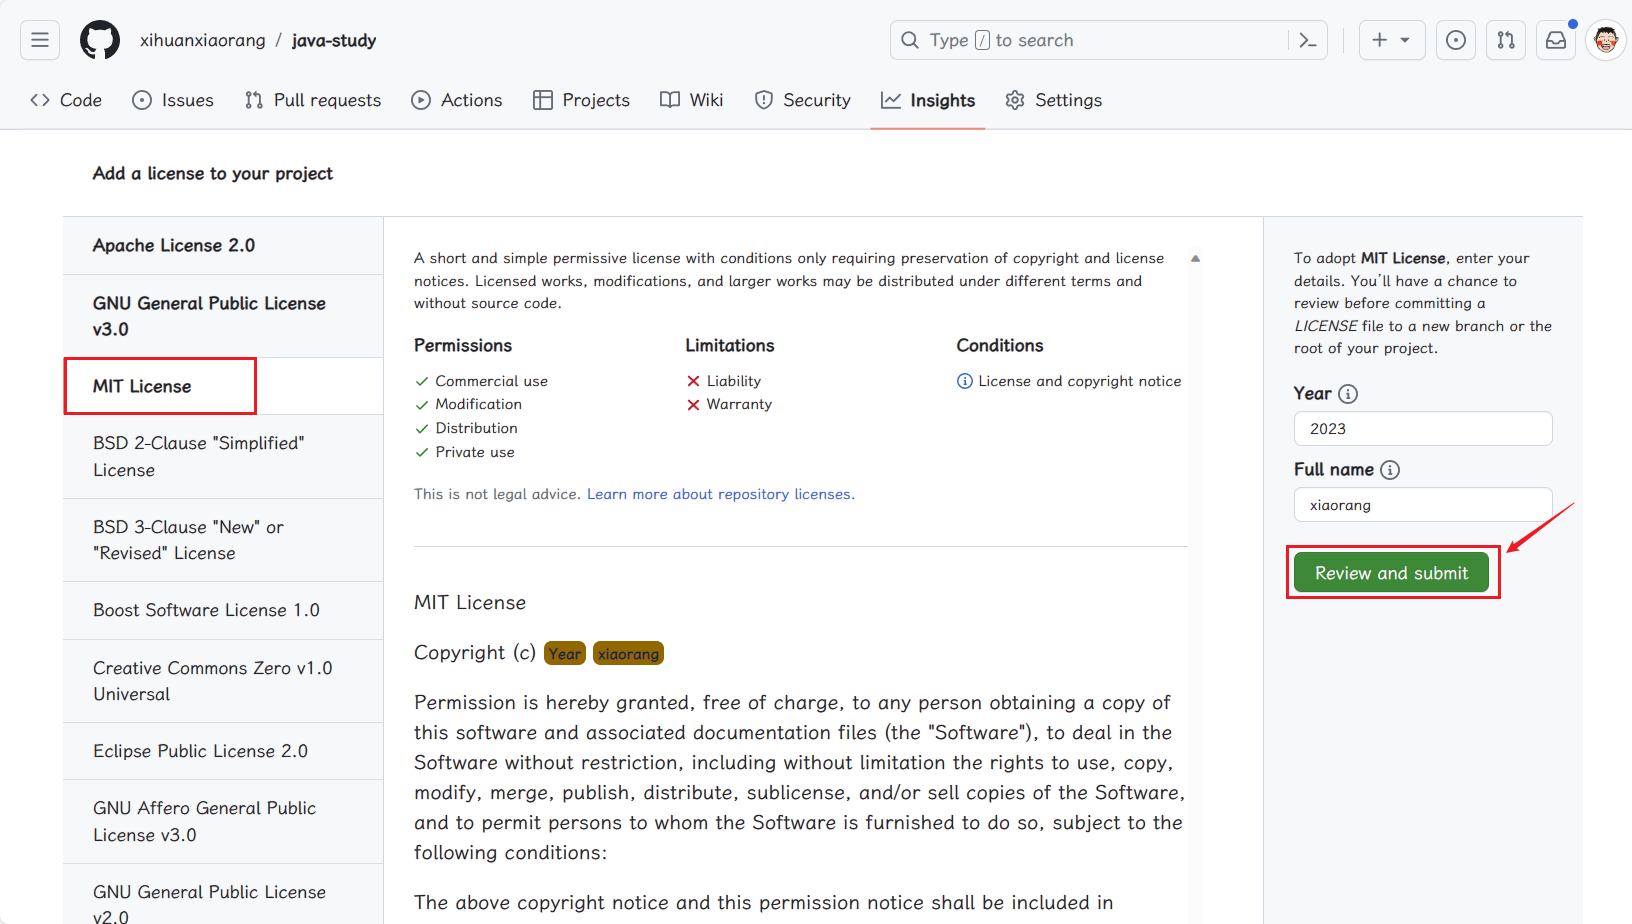 xihuanxiaorang / java-study
Type / to search
Code Issues Pull requests Actions Projects Wiki Security Insights Settings
Add a license to your project
Apache License 2.0
GNU General Public License
v3.0
MIT License
BSD 2-Clause "Simplified"
License
BSD 3-Clause "New" or
"Revised" License
Boost Software License 1.0
Creative Commons Zero v1.0
Universal
Eclipse Public License 2.0
GNU Affero General Public
License v3.0
GNU General Public License
v2.0
A short and simple permissive license with conditions only requiring preservation of copyright and license
notices. Licensed works, modifications, and larger works may be distributed under different terms and
without source code.
Permissions
Commercial use
Modification
Distribution
Private use
Limitations
Liability
Warranty
Conditions
License and copyright notice
This is not legal advice. Learn more about repository licenses.
MIT License
Copyright (c) Year xiaorang
Permission is hereby granted, free of charge, to any person obtaining a copy of
this software and associated documentation files (the "Software"), to deal in the
Software without restriction, including without limitation the rights to use, copy,
modify, merge, publish, distribute, sublicense, and/or sell copies of the Software,
and to permit persons to whom the Software is furnished to do so, subject to the
following conditions:
The above copyright notice and this permission notice shall be included in
To adopt MIT License, enter your
details. You'll have a chance to
review before committing a
LICENSE file to a new branch or the
root of your project.
Year
2023
Full name
xiaorang
Review and submit